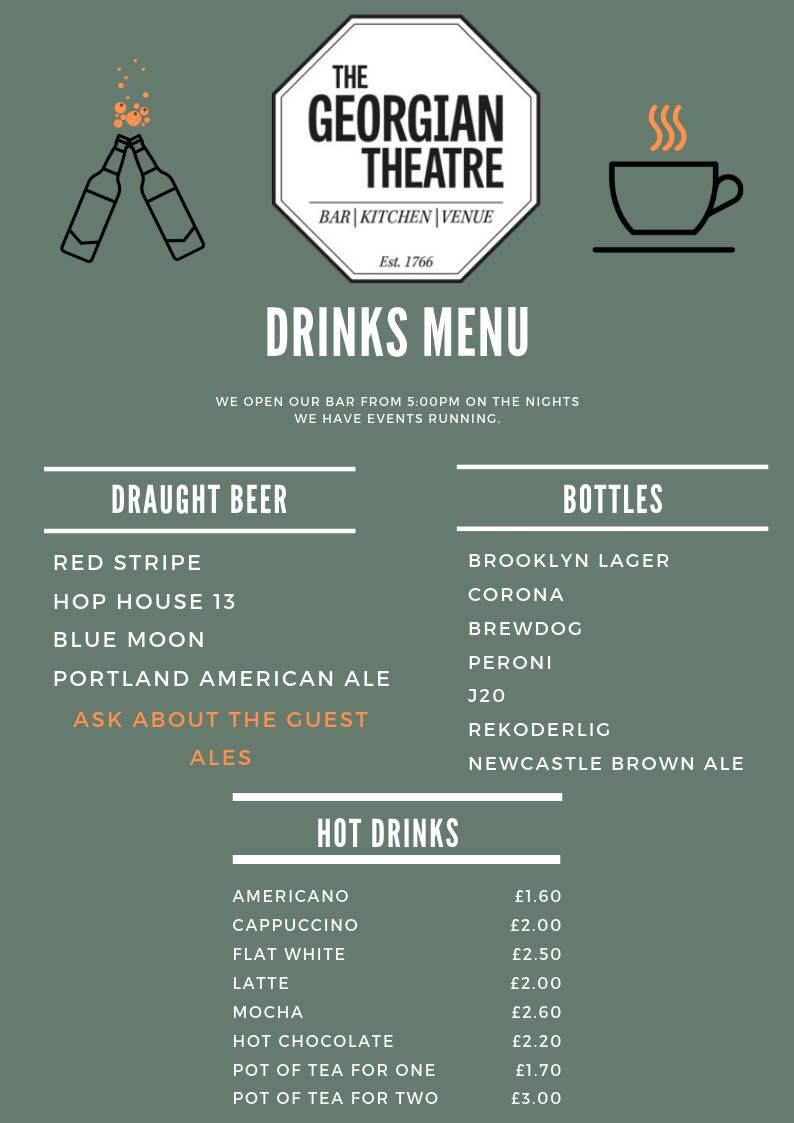 THE
GEORGIAN
THEATRE
BAR|KITCHEN|VENUE
Est. 1766
DRINKS MENU
WE OPEN OUR BAR FROM 5:00PM ON THE NIGHTS
WE HAVE EVENTS RUNNING.
DRAUGHT BEER
RED STRIPE
HOP HOUSE 13
BLUE MOON
PORTLAND AMERICAN ALE
ASK ABOUT THE GUEST
ALES
BOTTLES
BROOKLYN LAGER
CORONA
BREWDOG
PERONI
J20
REKODERLIG
NEWCASTLE BROWN ALE
HOT DRINKS
AMERICANO £1.60
CAPPUCCINO £2.00
FLAT WHITE £2.50
LATTE £2.00
MOCHA £2.60
HOT CHOCOLATE £2.20
POT OF TEA FOR ONE £1.70
POT OF TEA FOR TWO £3.00